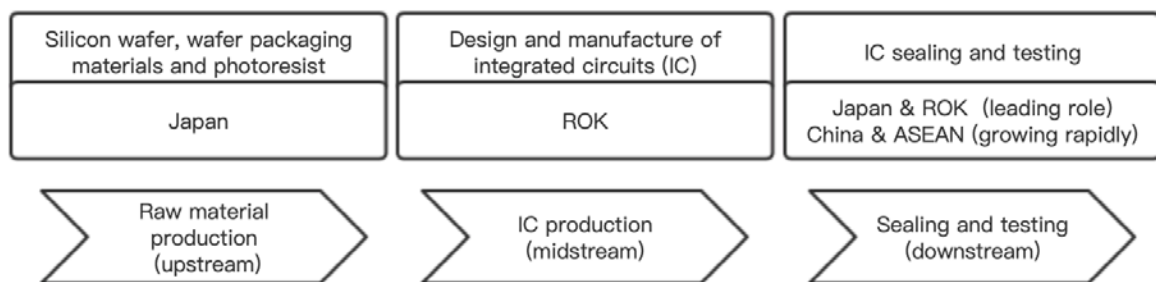 Silicon wafer, wafer packaging
materials and photoresist
Japan
Design and manufacture of
integrated circuits (IC)
ROK
IC sealing and testing
Japan & ROK (leading role)
China & ASEAN (growing rapidly)
Raw material
production
(upstream)
IC production
(midstream)
Sealing and testing
(downstream)